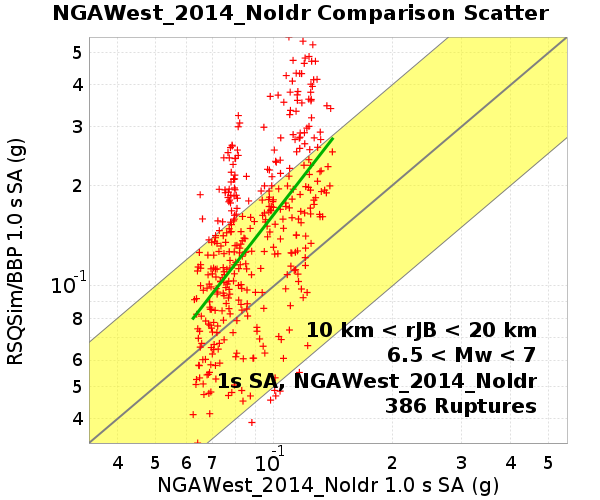 NGAWest_2014_NoIdr Comparison Scatter
RSQSim/BBP 1.0 s SA (g)
5
4
3
2
10-1
8
7
6
5
4
10 km < rJB < 20 km
6.5 < Mw < 7
1s SA, NGAWest_2014_NoIdr
386 Ruptures
4 5 6 7 10-1 2 3 4 5
NGAWest_2014_NoIdr 1.0 s SA (g)